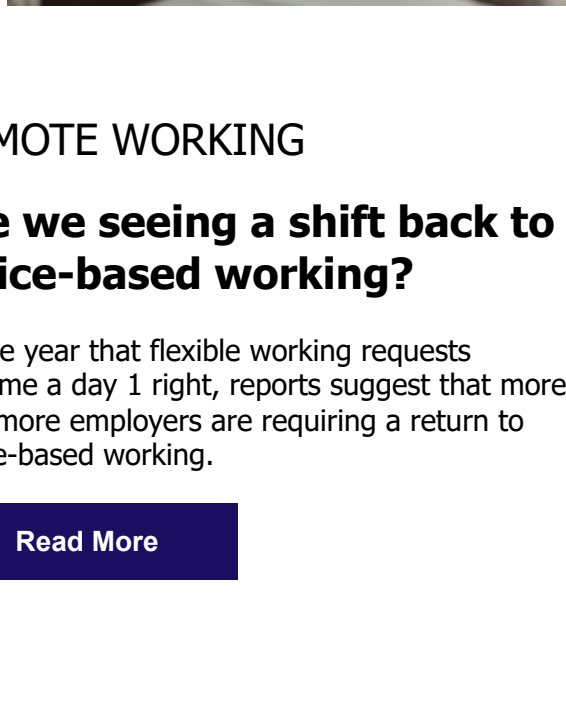 MOTE WORKING
e we seeing a shift back to
ice-based working?
e year that flexible working requests
me a day 1 right, reports suggest that more
more employers are requiring a return to
e-based working.
Read More